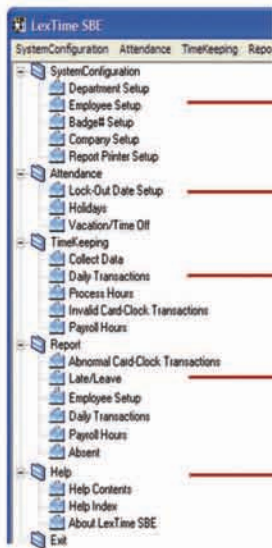 LexTime SBE
SystemConfiguration Attendance TimeKeeping Repo
SystemConfiguration
Department Setup
Employee Setup
Badge# Setup
Company Setup
Report Printer Setup
Attendance
Lock-Out Date Setup
Holidays
Vacation/Time Off
TimeKeeping
Collect Data
Daily Transactions
Process Hours
Invalid Card-Clock Transactions
Payroll Hours
Report
Abnormal Card-Clock Transactions
Late/Leave
Employee Setup
Daily Transactions
Payroll Hours
Absent
Help
Help Contents
Help Index
About LexTime SBE
Exit